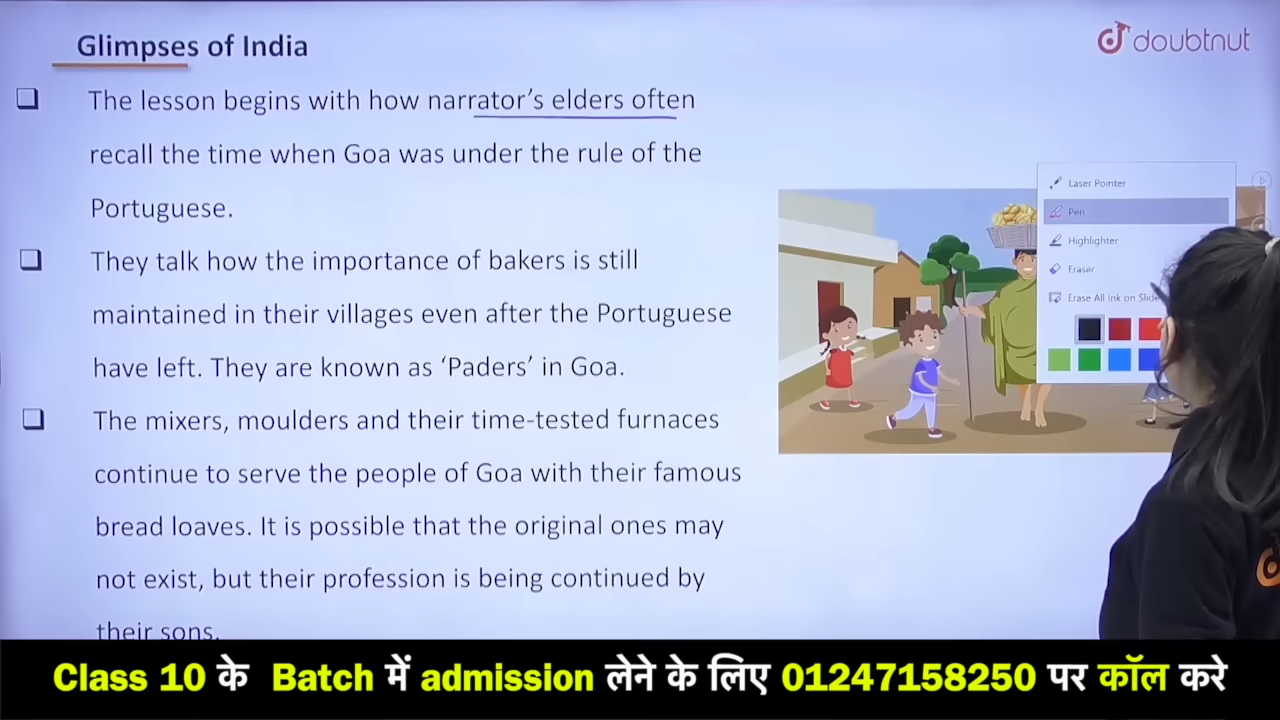 Glimpses of India
doubtnut
The lesson begins with how narrator’s elders often
recall the time when Goa was under the rule of the
Portuguese.
They talk how the importance of bakers is still
maintained in their villages even after the Portuguese
have left. They are known as ‘Paders’ in Goa.
The mixers, moulders and their time-tested furnaces
continue to serve the people of Goa with their famous
bread loaves. It is possible that the original ones may
not exist, but their profession is being continued by
their sons.
Laser Pointer
Pen
Highlighter
Eraser
Erase All Ink on Slide
Class 10 के Batch में admission लेने के लिए 01247158250 पर कॉल करे